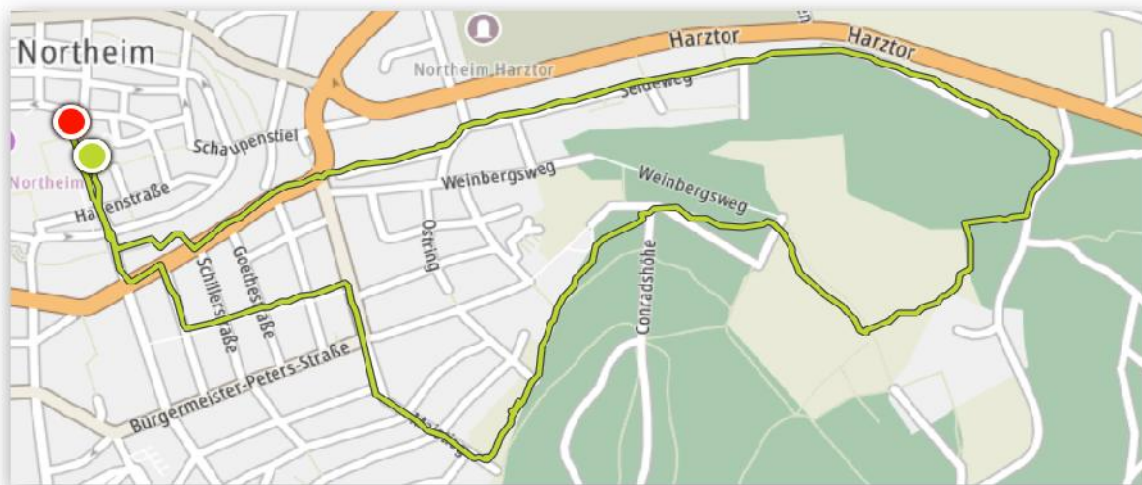 Northeim
Harztor
Harztor
Northeim Harztor
Seideweg
Schaupenstiel
Northeim
Weinbergsweg
Weinbergsweg
Ostring
Goethestraße
Schillerstraße
Conradshöhe
Bürgermeister-Peters-Straße